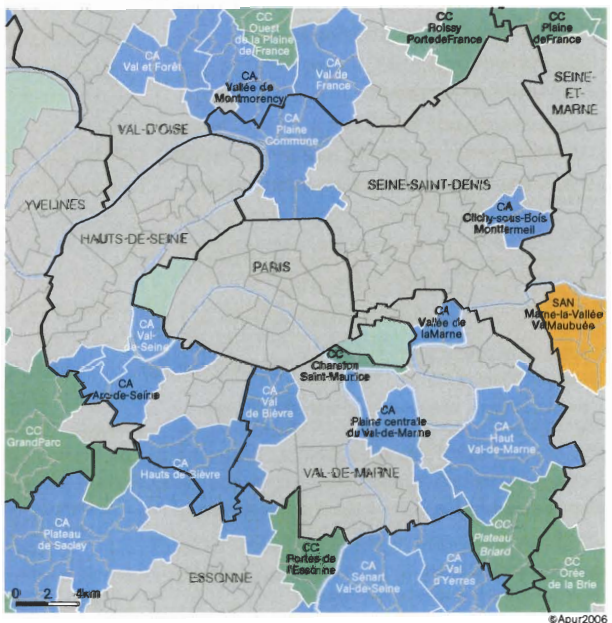 CC
Ouest
de la Plaine
de France
CC
Roissy
PortedeFrance
CC
Plaine
deFrance
CA
Val et Forêt
CA
Vallée de
Montmorency
CA
Val de
France
SEINE-
ET-
MARNE
VAL-D'OISE
CA
Plaine
Commune
YVELINES
SEINE-SAINT-DENIS
CA
Clichy-sous-Bois
Montfermeil
HAUTS-DE-SEINE
PARIS
CA
Val-
de-Seine
CA
Vallée de
laMarne
SAN
Marne-la-Vallée
ValMaubuée
CC
Charenton
Saint-Maurice
CA
Arc-de-Seine
CA
Val
de Bièvre
CA
Plaine centrale
du Val-de-Marne
CA
Haut
Val-de-Marne
CC
GrandParc
CA
Hauts de Bièvre
VAL-DE-MARNE
CA
Plateau
de Saclay
CC
Plateau
Briard
CC
Portes de
l'Essonne
ESSONNE
CA
Sénart
Val-de-Seine
CA
Val
d'Yerres
CC
Orée
de la Brie
0 2 4km
©Apur2006